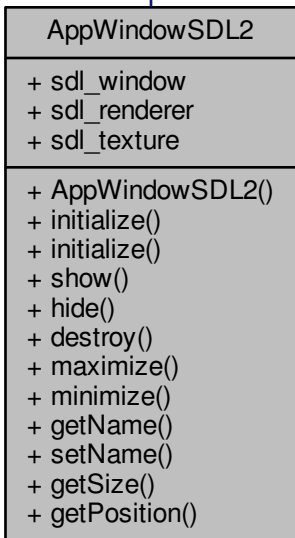 AppWindowSDL2
+ sdl_window
+ sdl_renderer
+ sdl_texture
+ AppWindowSDL2()
+ initialize()
+ initialize()
+ show()
+ hide()
+ destroy()
+ maximize()
+ minimize()
+ getName()
+ setName()
+ getSize()
+ getPosition()